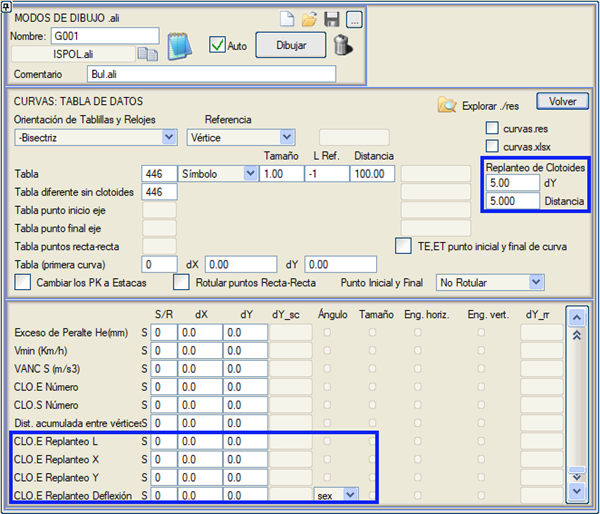 MODOS DE DIBUJO .ali
Nombre: G001
ISPOL.ali Auto Dibujar ...
Comentario Bul.ali
CURVAS: TABLA DE DATOS
Explorar ./res Volver
Orientación de Tablillas y Relojes Referencia
-Bisectriz Vértice
curvas.res
curvas.xlsx
Tamaño L Ref. Distancia
Replanteo de Clotoides
Tabla 446 Símbolo 1.00 -1 100.00
5.00 dY
Tabla diferente sin clotoides 446
5.000 Distancia
Tabla punto inicio eje
Tabla punto final eje
Tabla puntos recta-recta
TE,ET punto inicial y final de curva
Tabla (primera curva) 0 dX 0.00 dY 0.00
Cambiar los PK a Estacas Rotular puntos Recta-Recta Punto Inicial y Final No Rotular
S/R dX dY dY_sc Ángulo Tamaño Eng. horiz. Eng. vert. dY_rr
Exceso de Peralte He(mm) S 0 0.0 0.0
Vmin (Km/h) S 0 0.0 0.0
VANC S (m/s3) S 0 0.0 0.0
CLO.E Número S 0 0.0 0.0
CLO.S Número S 0 0.0 0.0
Dist. acumulada entre vértices S 0 0.0 0.0
CLO.E Replanteo L S 0 0.0 0.0
CLO.E Replanteo X S 0 0.0 0.0
CLO.E Replanteo Y S 0 0.0 0.0
CLO.E Replanteo Deflexión S 0 0.0 0.0 sex